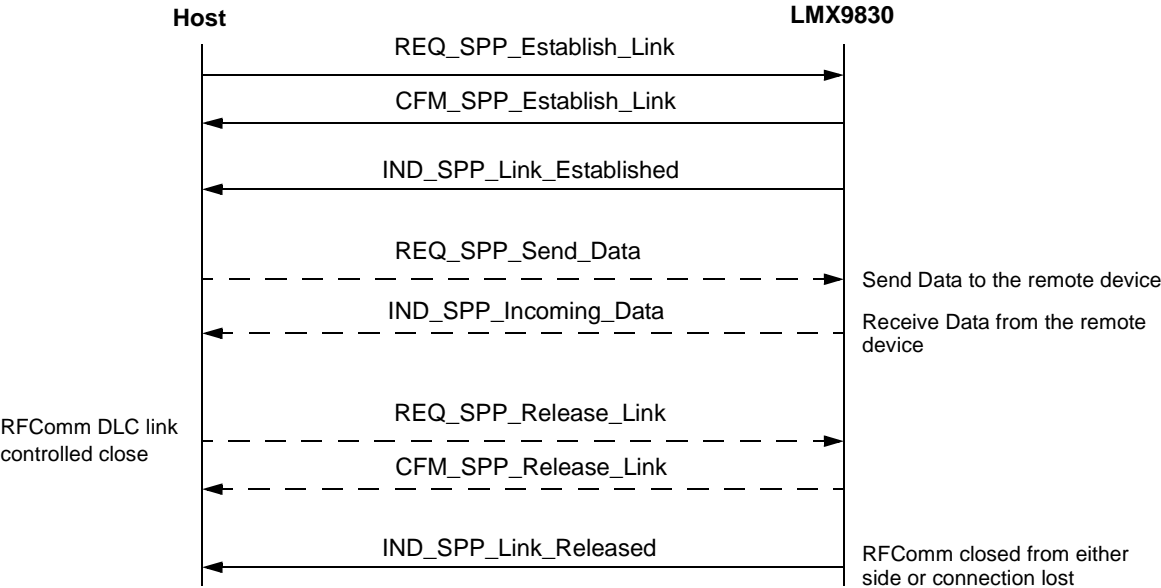 Host
LMX9830
REQ_SPP_Establish_Link
CFM_SPP_Establish_Link
IND_SPP_Link_Established
REQ_SPP_Send_Data
Send Data to the remote device
IND_SPP_Incoming_Data
Receive Data from the remote
device
REQ_SPP_Release_Link
RFComm DLC link
controlled close
CFM_SPP_Release_Link
IND_SPP_Link_Released
RFComm closed from either
side or connection lost